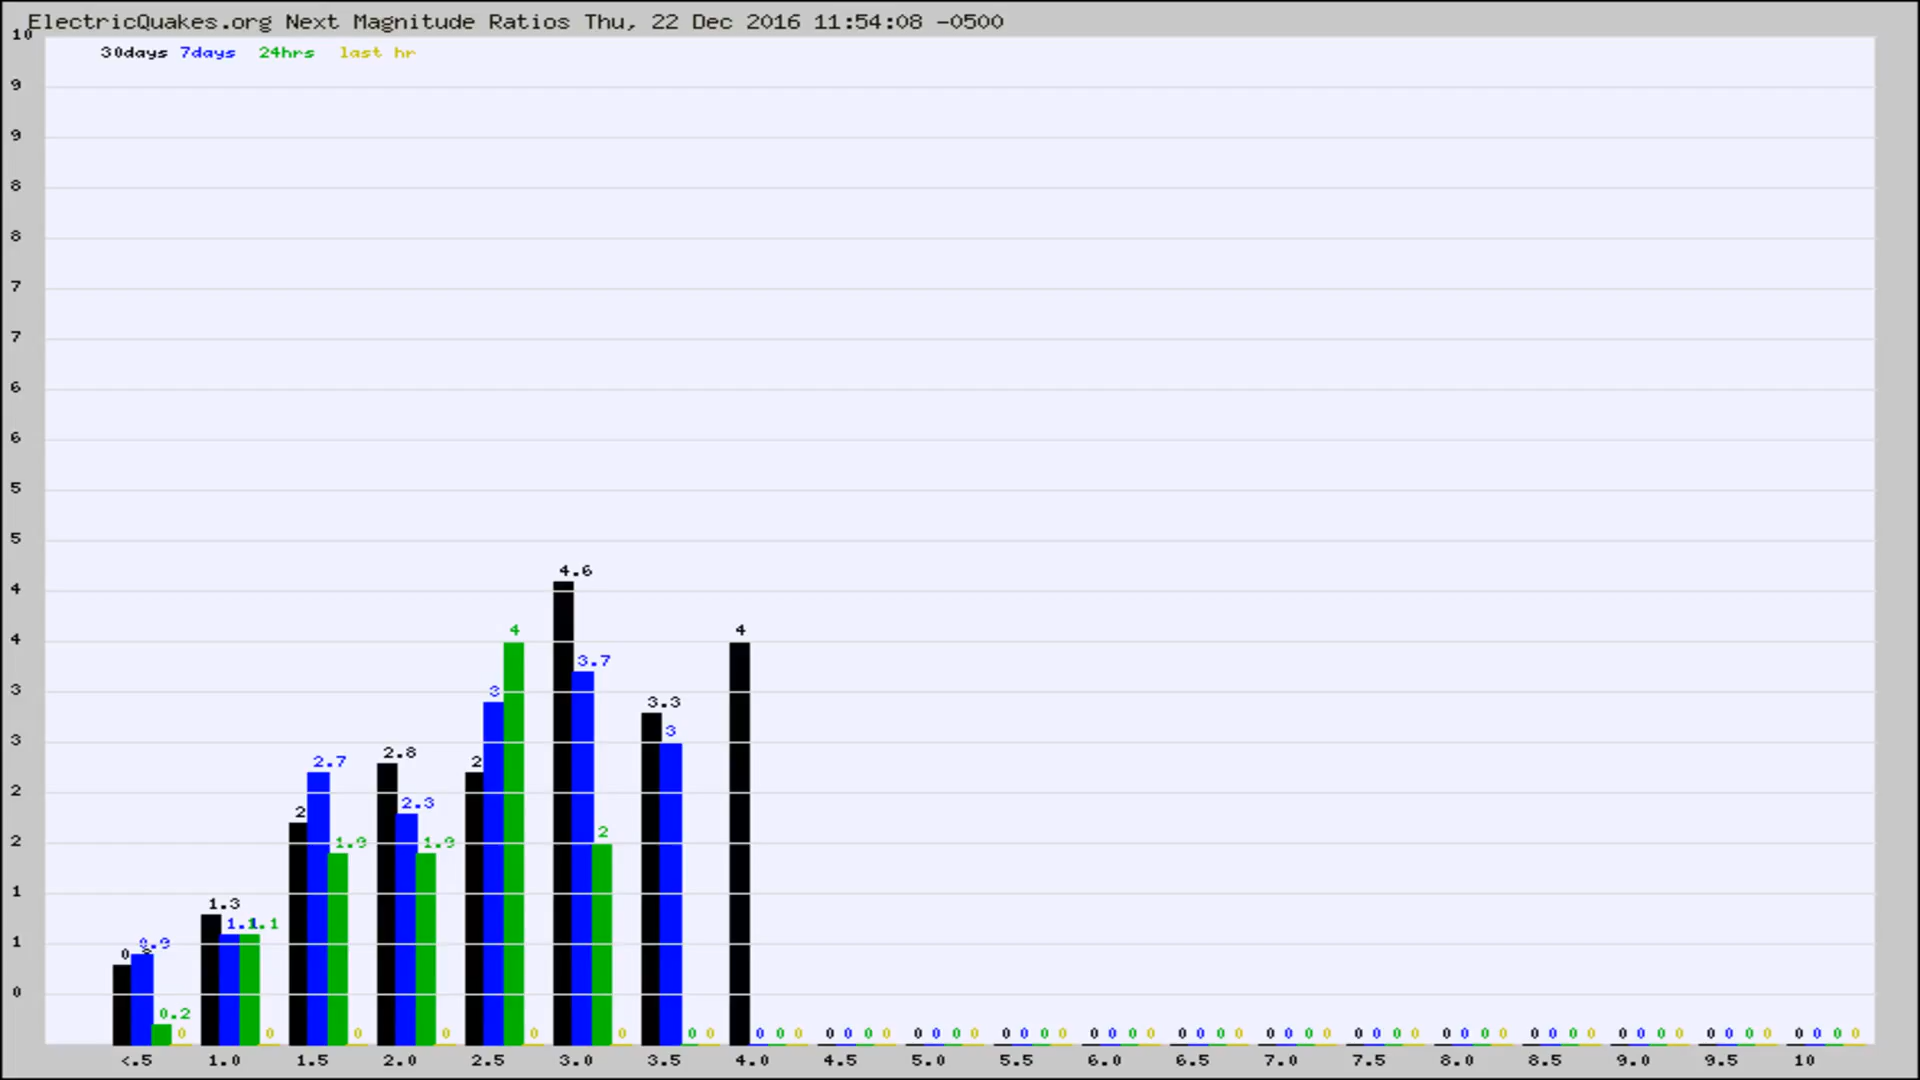 ElectricQuakes.org Next Magnitude Ratios Thu, 22 Dec 2016 11:54:08 -0500
10
30days 7days 24hrs last hr
9
9
8
8
7
7
6
6
5
5
4.6
4
4 4 4
3.7
3 3 3.3
3 3
2.7 2.8 2
2 2 2.3
2 1.9 1.9 2
1 1.3
1.1 1.1
1 0.9
0
0.2
0 0 0 0 0 0 0 0 0 0 0 0 0 0 0 0 0 0 0 0 0 0 0 0 0 0 0 0 0 0 0 0 0 0 0 0 0 0 0 0 0 0 0 0 0 0 0 0 0 0 0 0 0 0 0 0 0 0 0
<.5 1.0 1.5 2.0 2.5 3.0 3.5 4.0 4.5 5.0 5.5 6.0 6.5 7.0 7.5 8.0 8.5 9.0 9.5 10